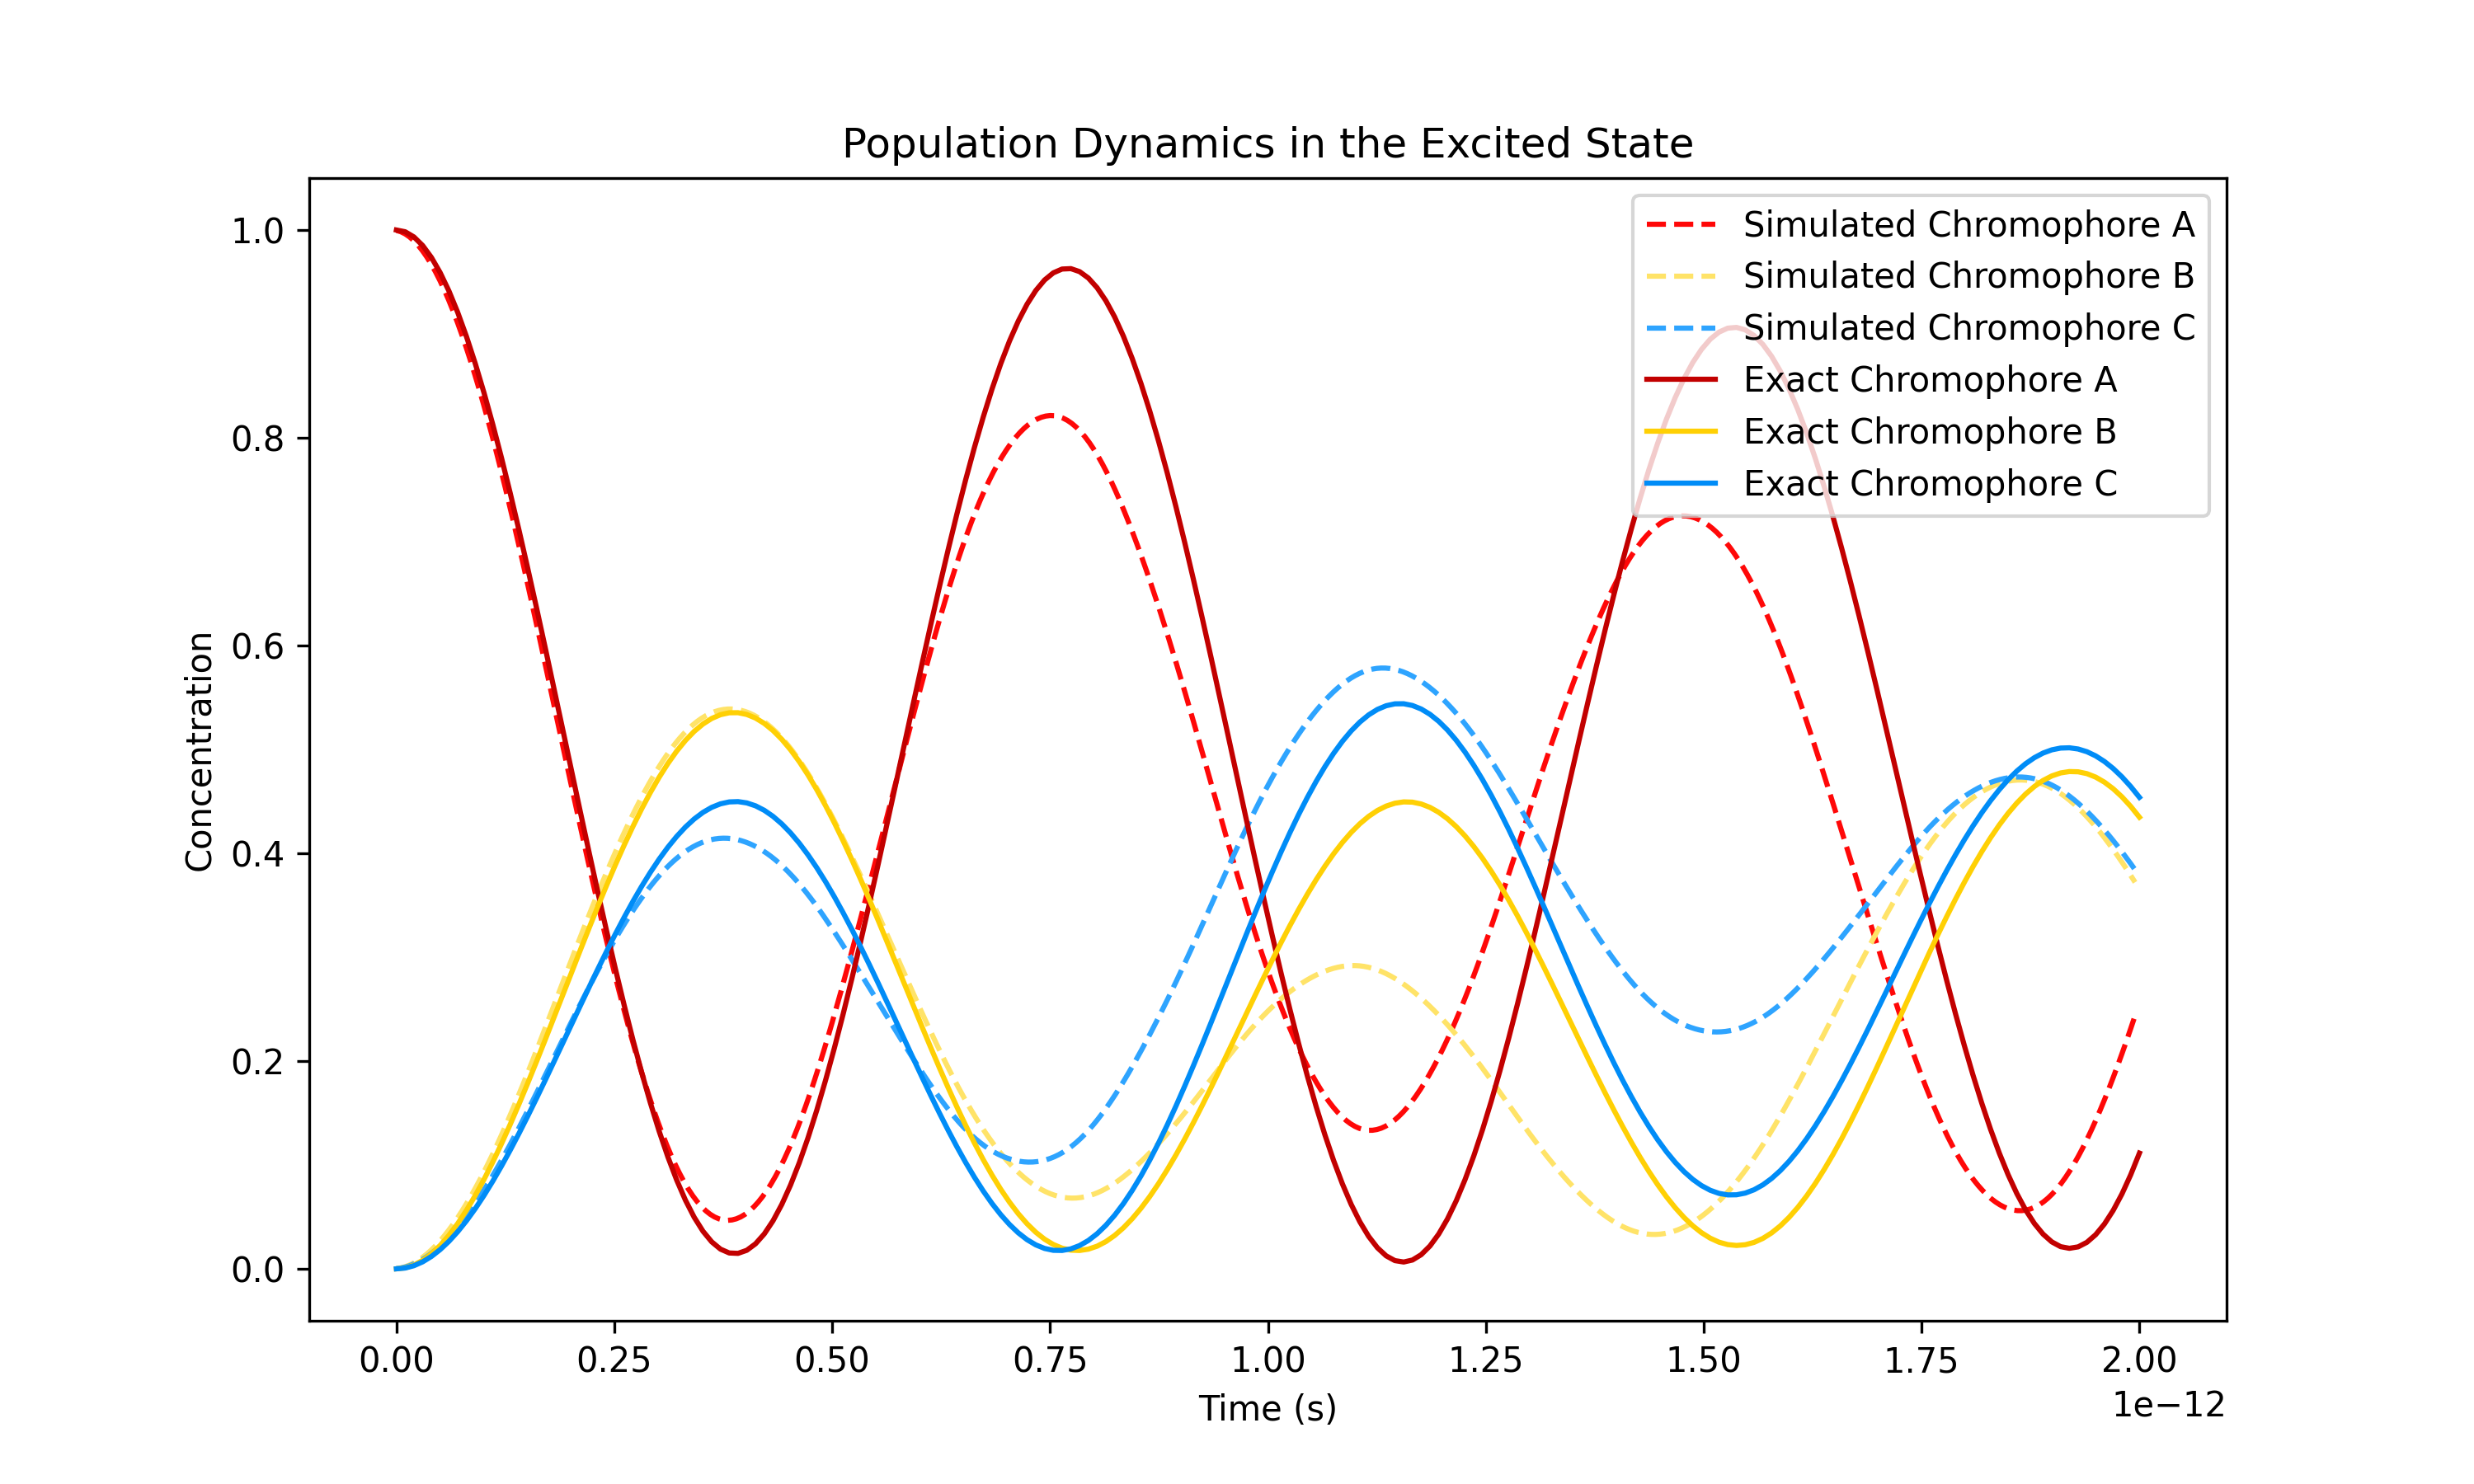 Population Dynamics in the Excited State
Simulated Chromophore A
Simulated Chromophore B
Simulated Chromophore C
Exact Chromophore A
Exact Chromophore B
Exact Chromophore C
Concentration
1.0
0.8
0.6
0.4
0.2
0.0
0.00 0.25 0.50 0.75 1.00 1.25 1.50 1.75 2.00
1e−12
Time (s)